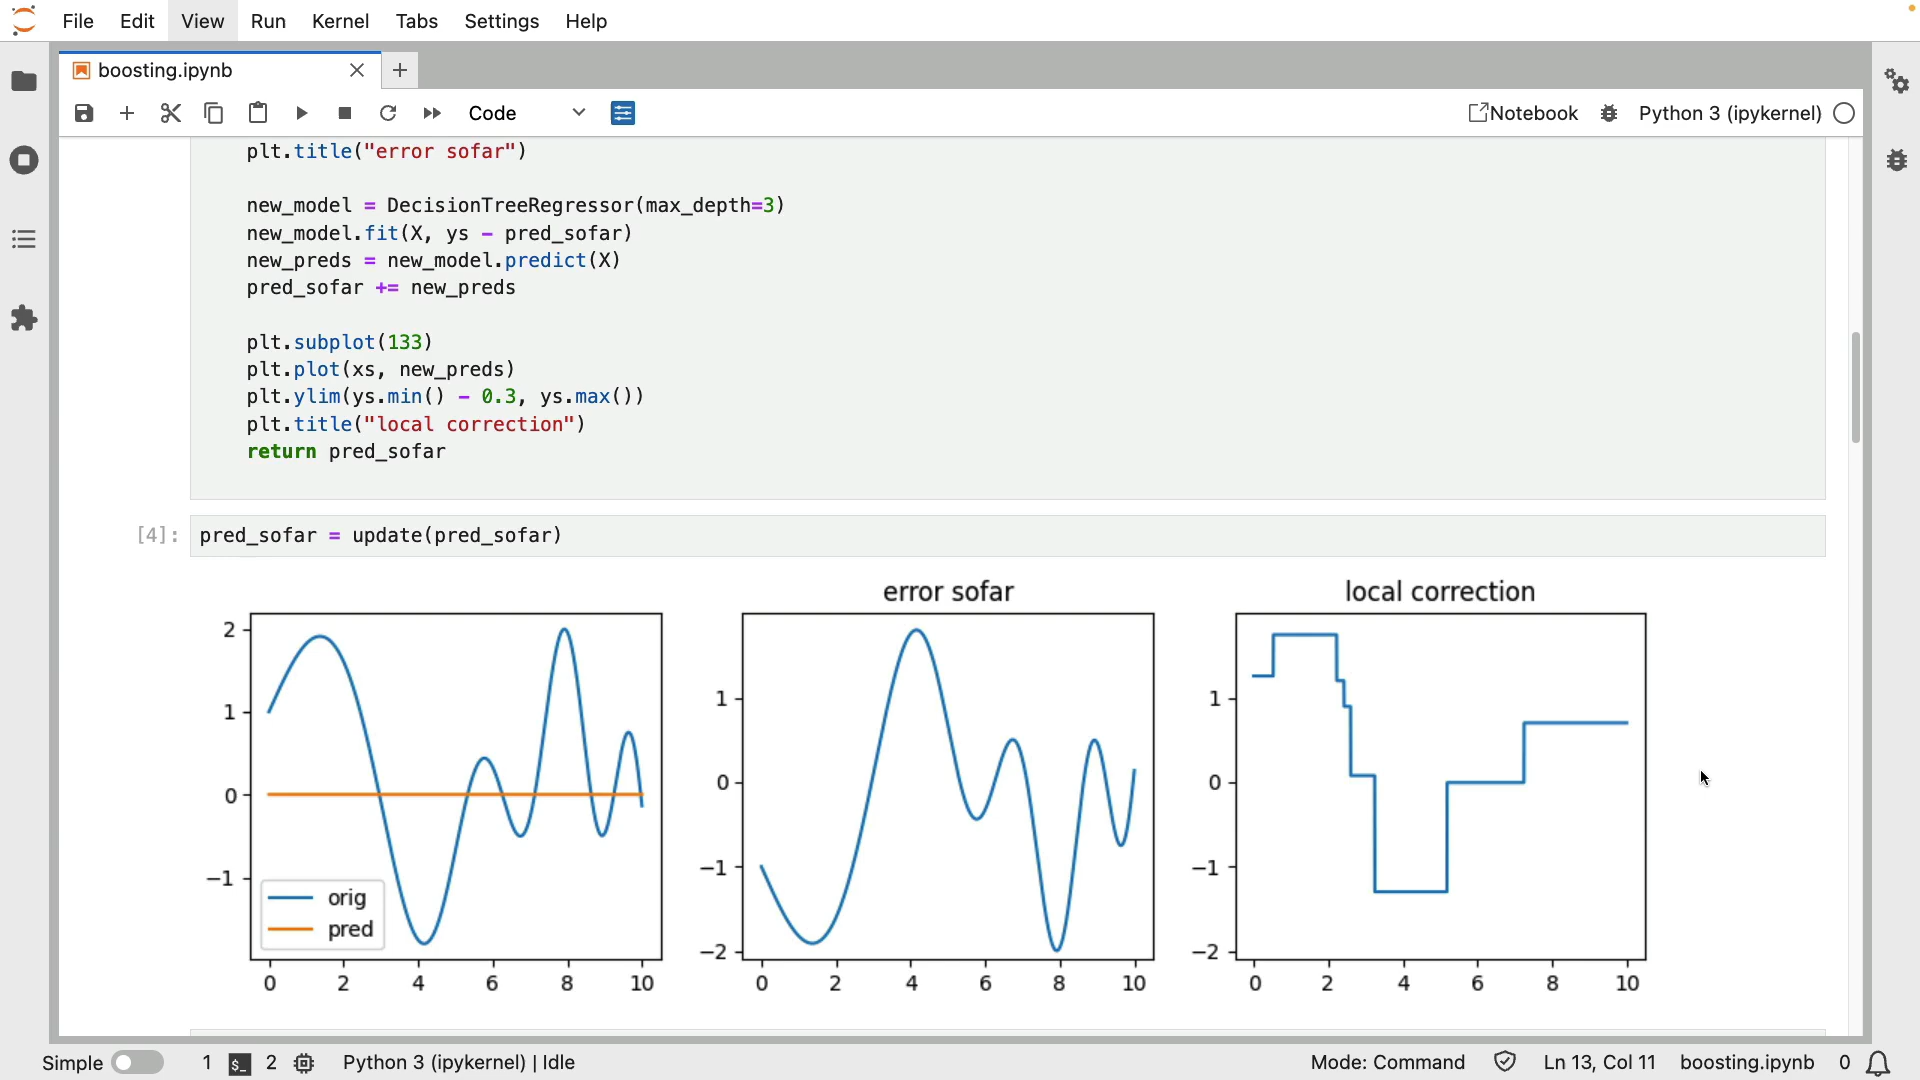 File Edit View Run Kernel Tabs Settings Help
boosting.ipynb
Code
Notebook Python 3 (ipykernel)
plt.title("error sofar")
new_model = DecisionTreeRegressor(max_depth=3)
new_model.fit(X, ys - pred_sofar)
new_preds = new_model.predict(X)
pred_sofar += new_preds
plt.subplot(133)
plt.plot(xs, new_preds)
plt.ylim(ys.min() - 0.3, ys.max())
plt.title("local correction")
return pred_sofar
[4]: pred_sofar = update(pred_sofar)
2
1
0
−1
orig
pred
0 2 4 6 8 10
error sofar
1
0
−1
−2
0 2 4 6 8 10
local correction
1
0
−1
−2
0 2 4 6 8 10
Simple 1 $_ 2 Python 3 (ipykernel) | Idle Mode: Command Ln 13, Col 11 boosting.ipynb 0